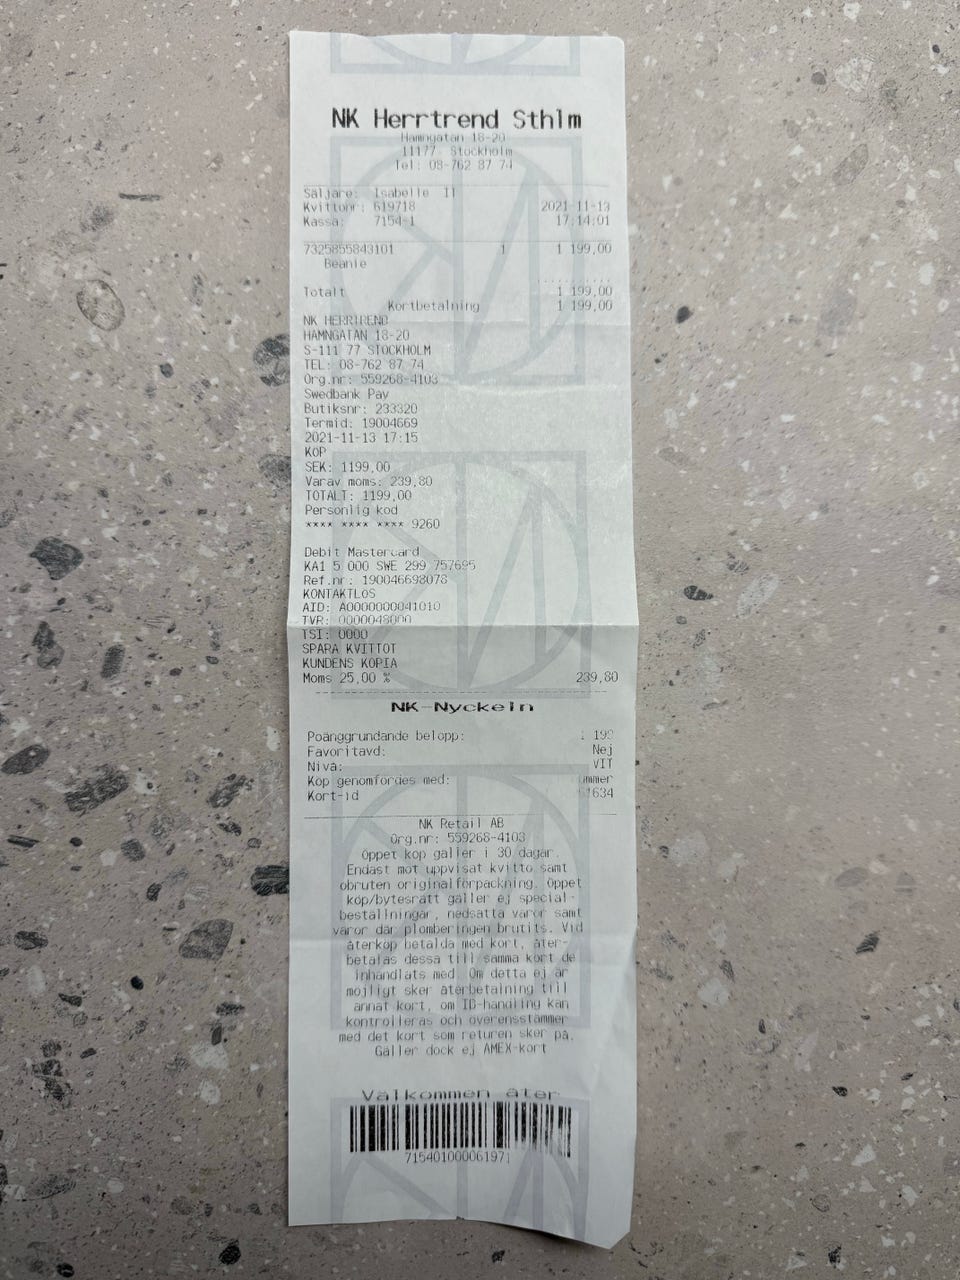 NK Herrtrend Sthlm
Hamngatan 18-20
11177 Stockholm
Tel: 08-762 87 74
Säljare: Isabelle II
Kvittonr: 619718 2021-11-13
Kassa: 7154-1 17:14:01
7325855843101 1 1 199,00
Beanie
Totalt 1 199,00
Kortbetalning 1 199,00
NK HERRTREND
HAMNGATAN 18-20
S-111 77 STOCKHOLM
TEL: 08-762 87 74
Org.nr: 559268-4103
Swedbank Pay
Butiksnr: 233320
Termid: 19004669
2021-11-13 17:15
KÖP
SEK: 1199,00
Varav moms: 239,80
TOTALT: 1199,00
Personlig kod
**** **** **** 9260
Debit Mastercard
KA1 5 000 SWE 299 757695
Ref.nr: 190046698078
KONTAKTLÖS
AID: A0000000041010
TVR: 0000048000
TSI: 0000
SPARA KVITTOT
KUNDENS KOPIA
Moms 25,00 % 239,80
NK-Nyckeln
Poänggrundande belopp: 1 199
Favoritavd: Nej
Nivå: VIT
Köp genomfördes med:
Kort-id
NK Retail AB
Org.nr: 559268-4103
Öppet köp gäller i 30 dagar.
Endast mot uppvisat kvitto samt
obruten originalförpackning. Öppet
köp/bytesrätt gäller ej special-
beställningar, nedsatta varor samt
varor där plomberingen brutits. Vid
återköp betalda med kort, åter-
betalas dessa till samma kort de
inhandlats med. Om detta ej är
möjligt sker återbetalning till
annat kort, om ID-handling kan
kontrolleras och överensstämmer
med det kort som returen sker på.
Gäller dock ej AMEX-kort
Välkommen åter